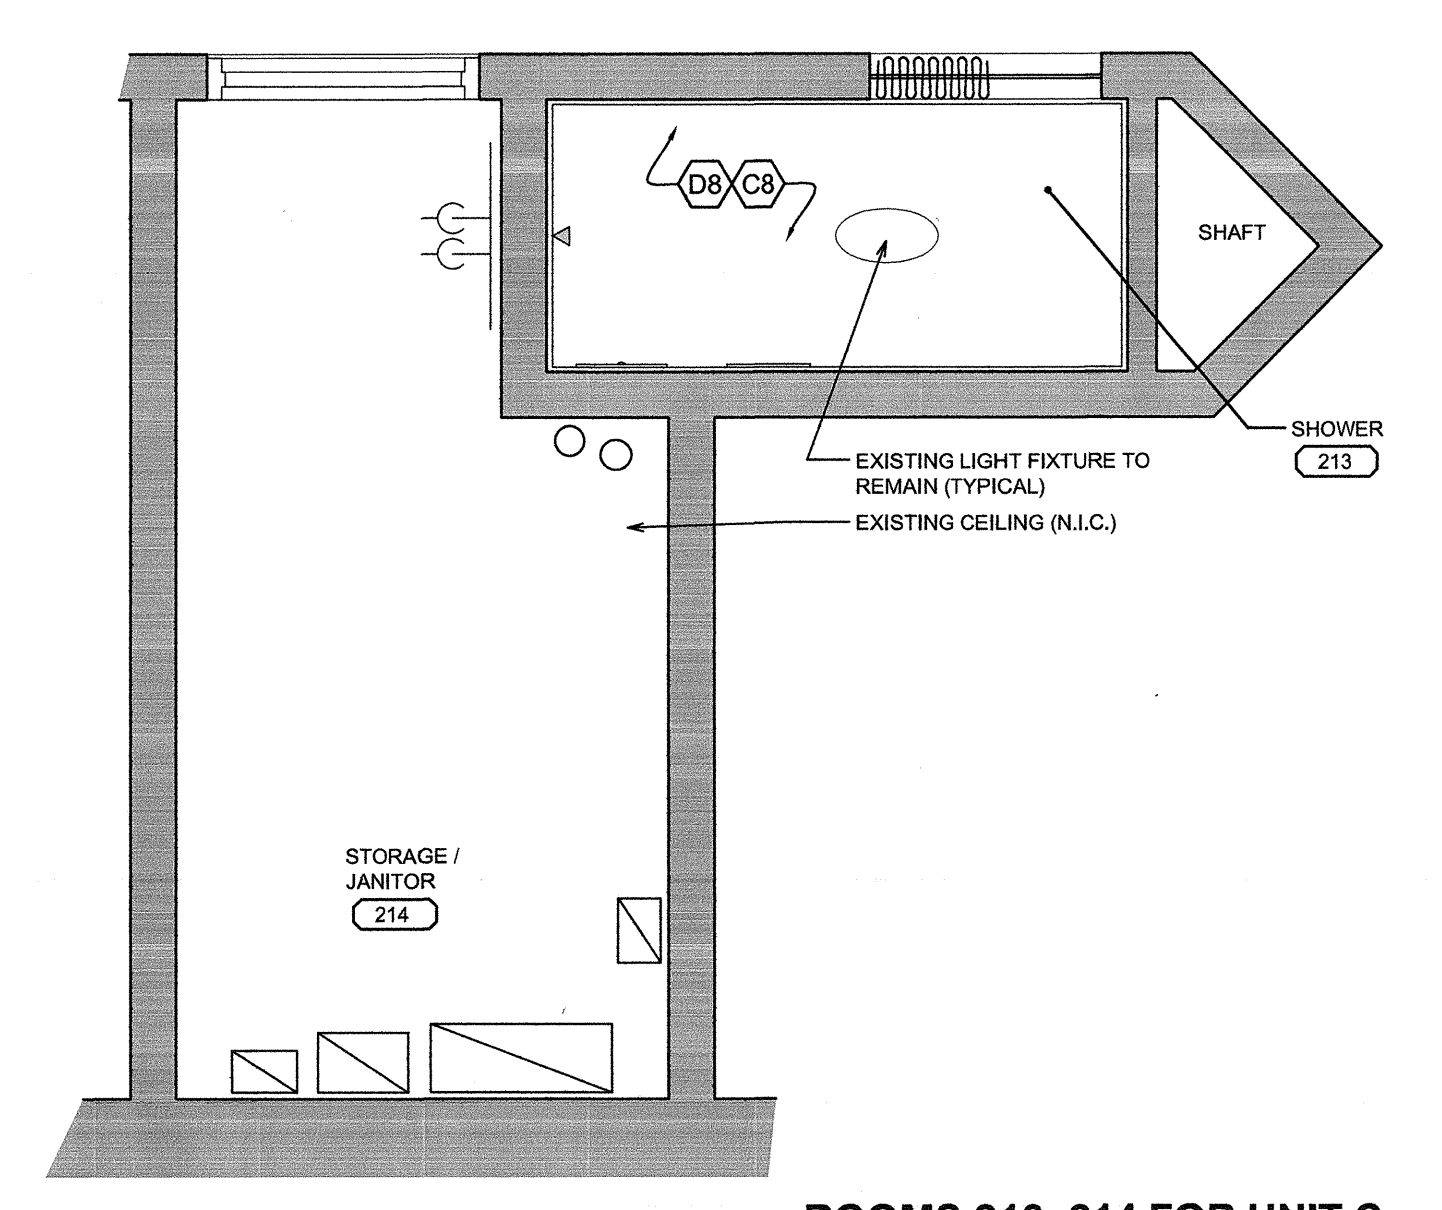 D8 C8
SHAFT
SHOWER
213
EXISTING LIGHT FIXTURE TO
REMAIN (TYPICAL)
EXISTING CEILING (N.I.C.)
STORAGE /
JANITOR
214